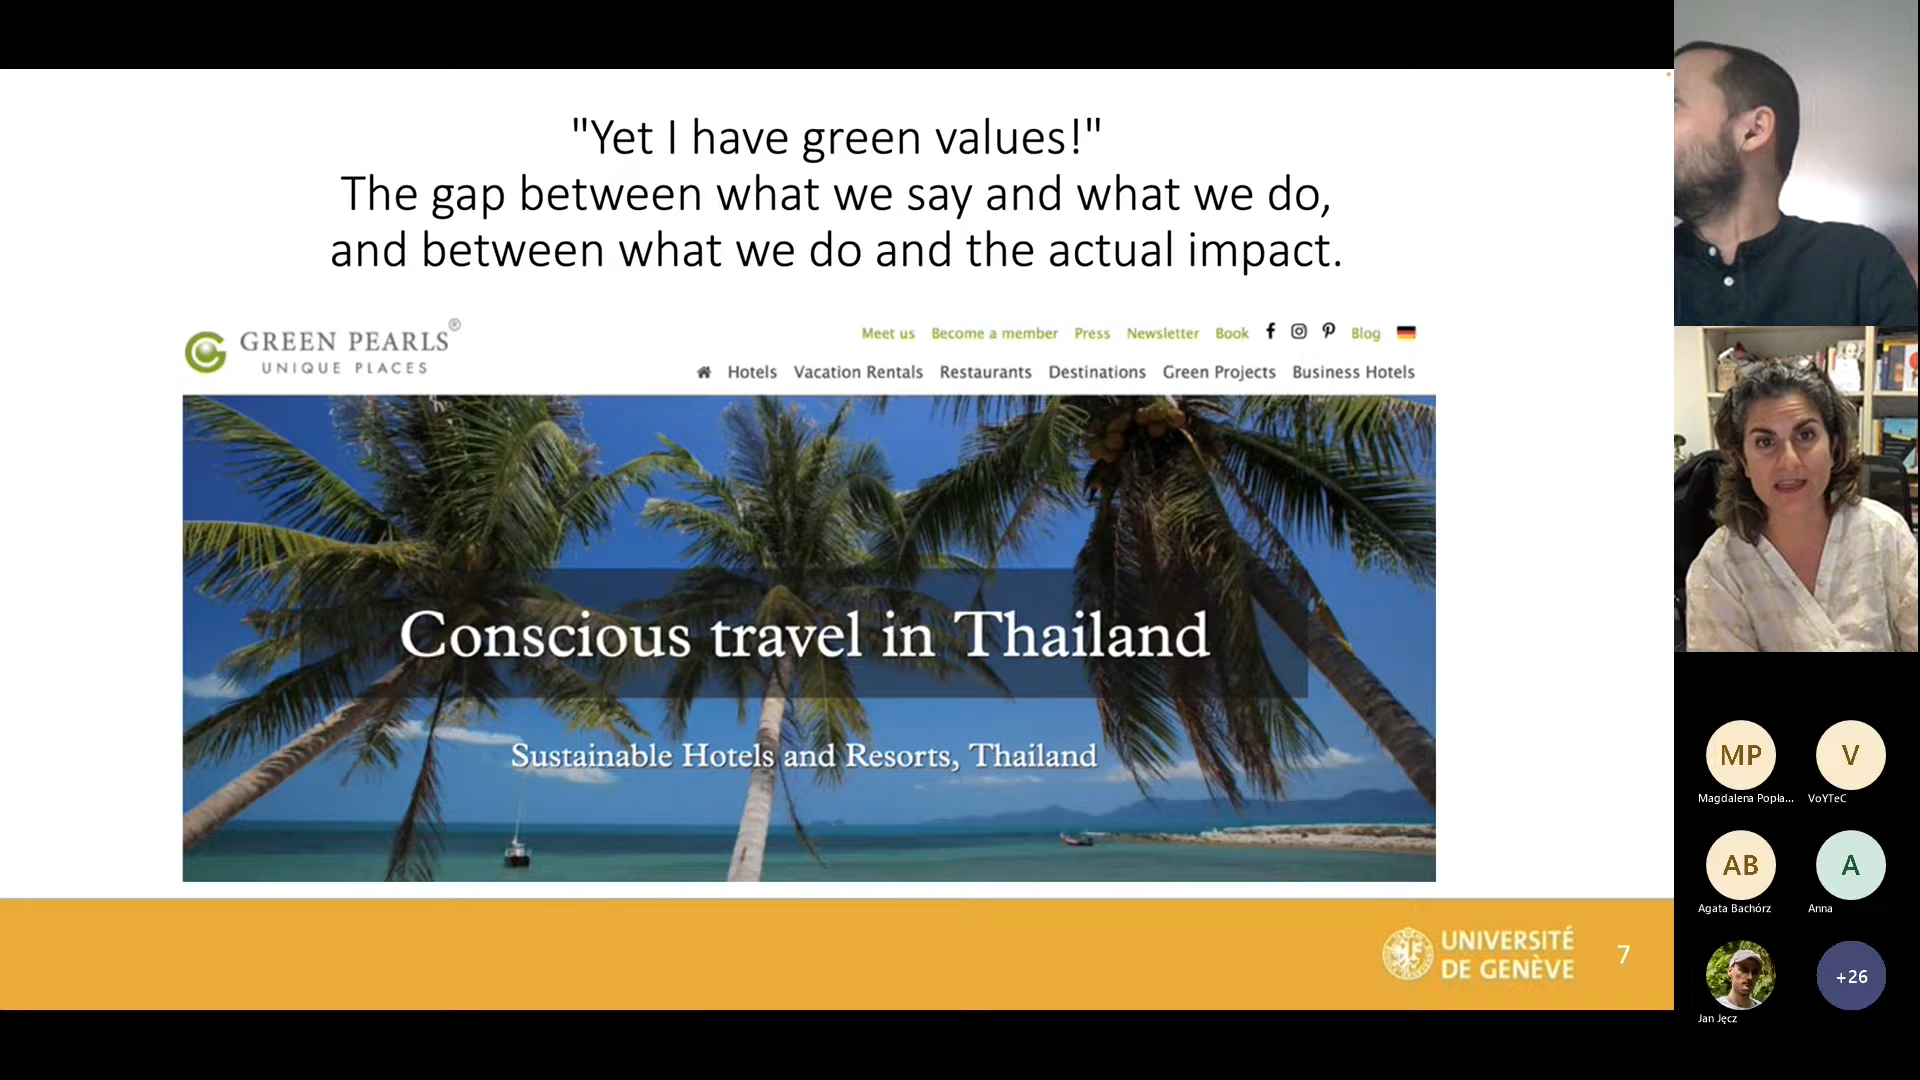 "Yet I have green values!"
The gap between what we say and what we do,
and between what we do and the actual impact.
GREEN PEARLS®
UNIQUE PLACES
Meet us Become a member Press Newsletter Book Blog
Hotels Vacation Rentals Restaurants Destinations Green Projects Business Hotels
Conscious travel in Thailand
Sustainable Hotels and Resorts, Thailand
UNIVERSITÉ
DE GENÈVE
7
MP
Magdalena Popła...
V
VoYTeC
AB
Agata Bachórz
A
Anna
Jan Jęcz
+26